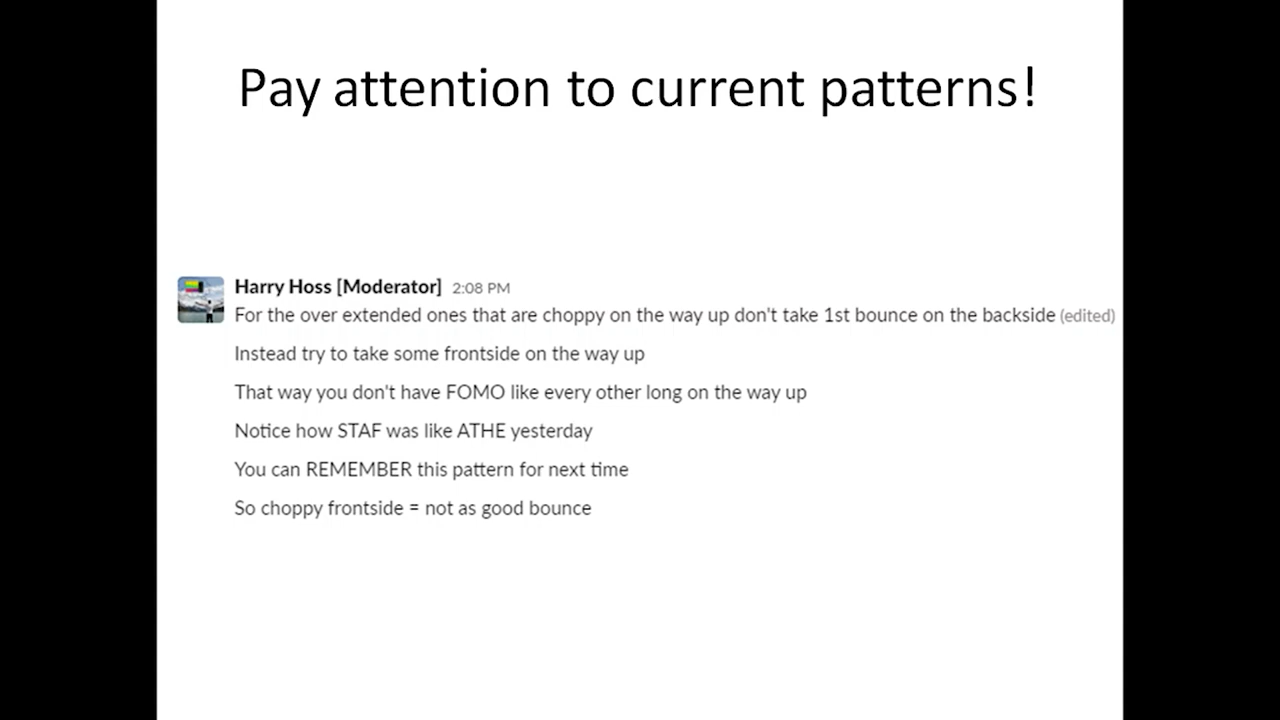 Pay attention to current patterns!
Harry Hoss [Moderator] 2:08 PM
For the over extended ones that are choppy on the way up don't take 1st bounce on the backside (edited)
Instead try to take some frontside on the way up
That way you don't have FOMO like every other long on the way up
Notice how STAF was like ATHE yesterday
You can REMEMBER this pattern for next time
So choppy frontside = not as good bounce